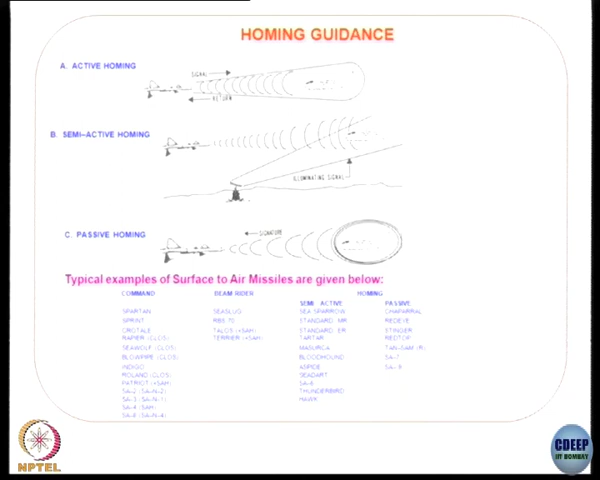 HOMING GUIDANCE
A. ACTIVE HOMING
SIGNAL
RETURN
B. SEMI-ACTIVE HOMING
ILLUMINATING SIGNAL
C. PASSIVE HOMING
SIGNATURE
Typical examples of Surface to Air Missiles are given below:
COMMAND BEAM RIDER HOMING
SEMI ACTIVE PASSIVE
SPARTAN SEASLUG SEA SPARROW CHAPARRAL
SPRINT RBS 70 STANDARD MR REDEYE
CROTALE TALOS (+SAH) STANDARD ER STINGER
RAPIER (CLOS) TERRIER (+SAH) TARTAR REDTOP
SEAWOLF (CLOS) MASURCA TAN-SAM (R)
BLOWPIPE (CLOS) BLOODHOUND SA-7
INDIGO ASPIDE SA-9
ROLAND (CLOS) SEADART
PATRIOT (+SAH) SA-6
SA-2 (SA-N-2) THUNDERBIRD
SA-3 (SA-N-1) HAWK
SA-4 (SAH)
SA-8 (SA-N-4)
NPTEL
CDEEP
IIT BOMBAY